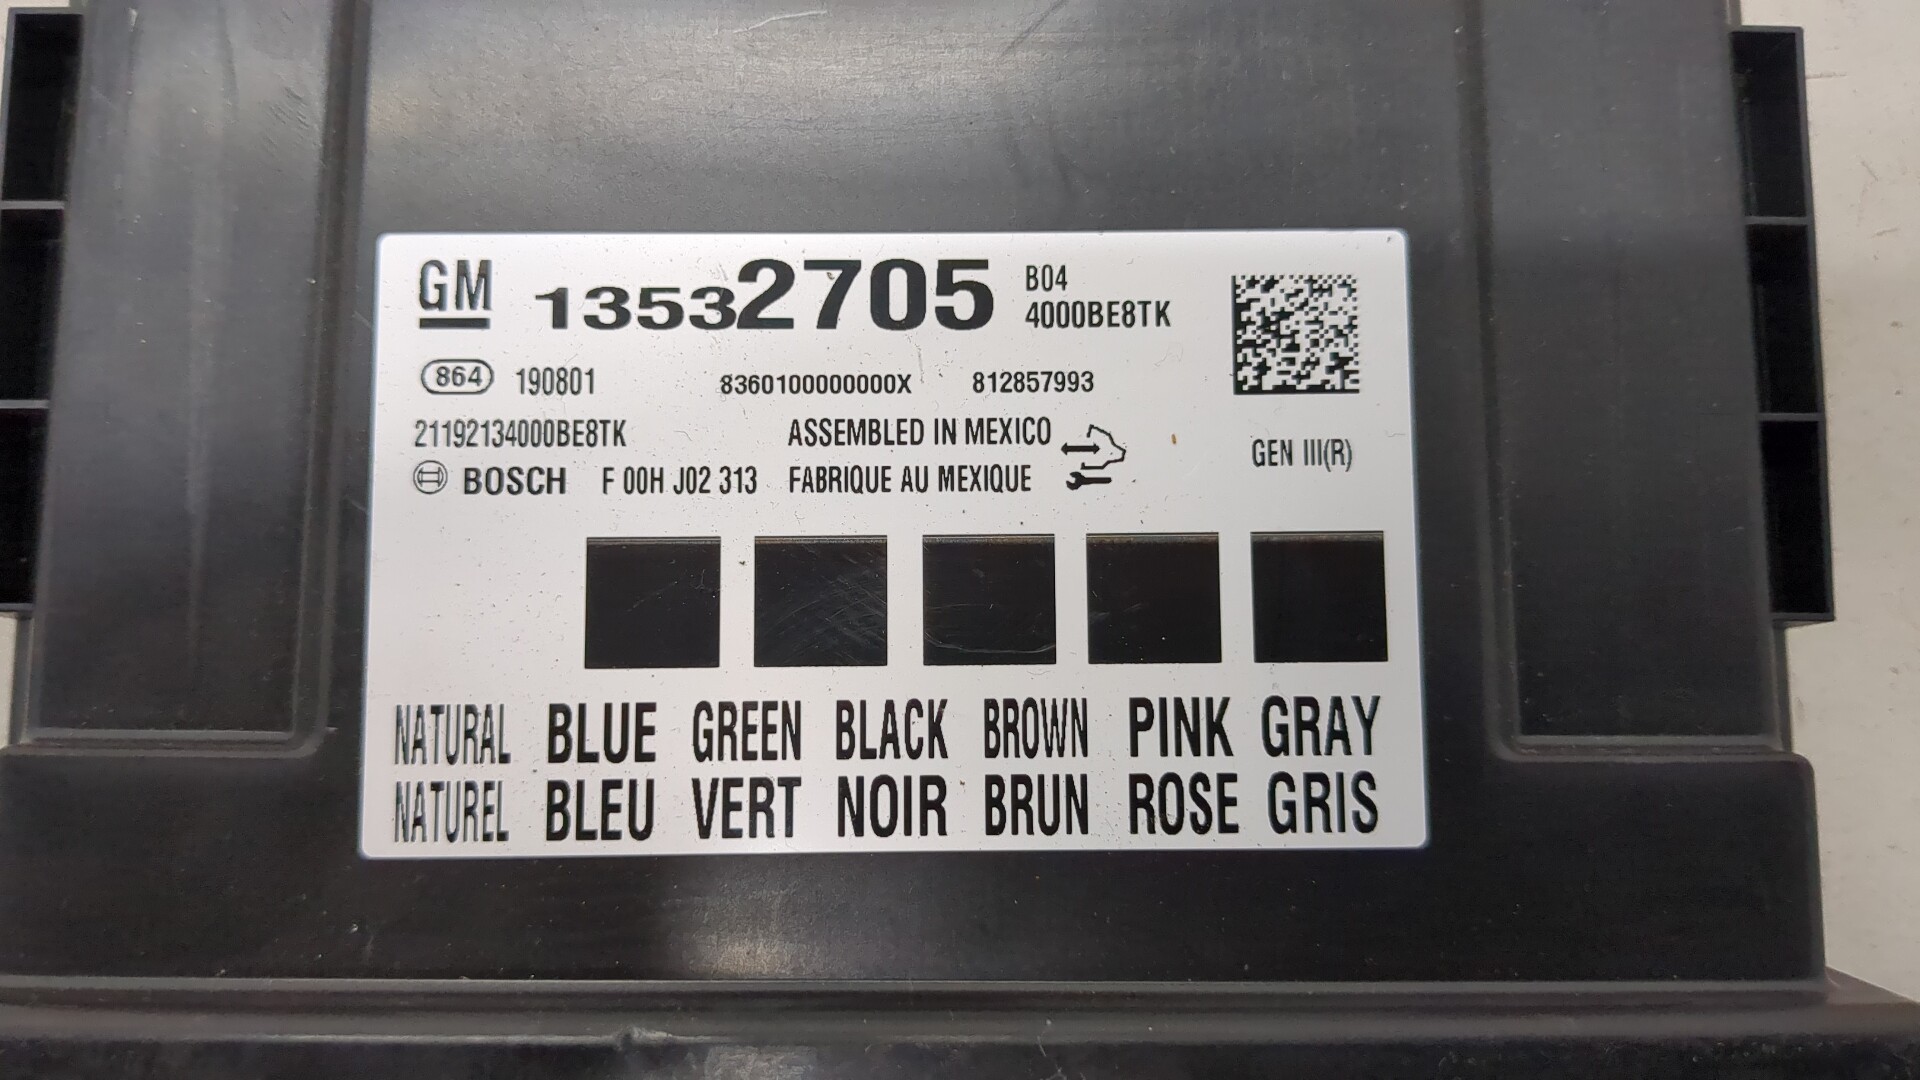 GM 13532705 B04
4000BE8TK
864 190801 8360100000000X 812857993
21192134000BE8TK ASSEMBLED IN MEXICO
GEN III(R)
BOSCH F 00H J02 313 FABRIQUE AU MEXIQUE
NATURAL BLUE GREEN BLACK BROWN PINK GRAY
NATUREL BLEU VERT NOIR BRUN ROSE GRIS